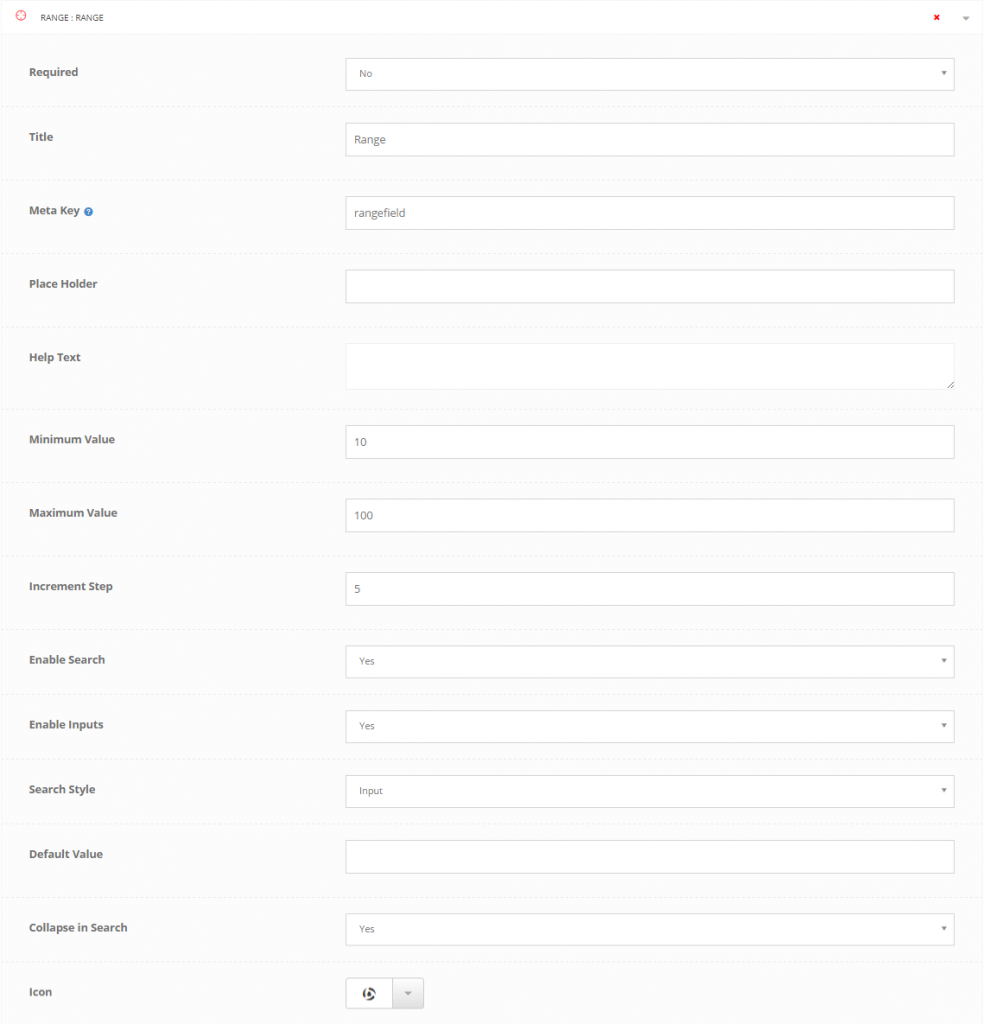 RANGE : RANGE
Required
No
Title
Range
Meta Key ?
rangefield
Place Holder
Help Text
Minimum Value
10
Maximum Value
100
Increment Step
5
Enable Search
Yes
Enable Inputs
Yes
Search Style
Input
Default Value
Collapse in Search
Yes
Icon